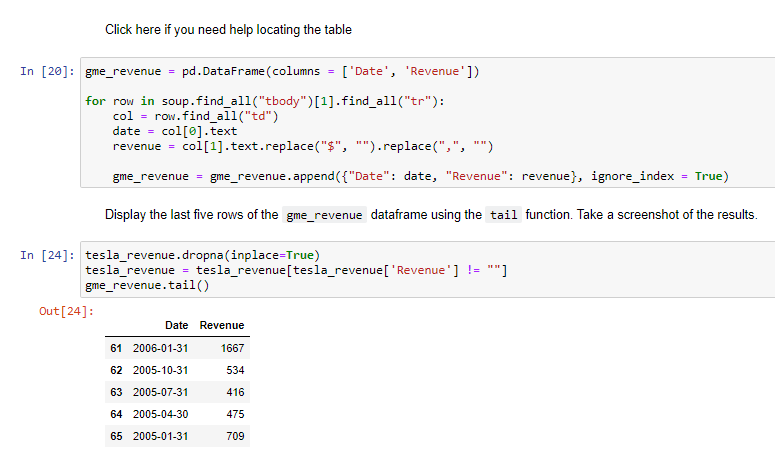 Click here if you need help locating the table
In [20]: gme_revenue = pd.DataFrame(columns = ['Date', 'Revenue'])
for row in soup.find_all("tbody")[1].find_all("tr"):
    col = row.find_all("td")
    date = col[0].text
    revenue = col[1].text.replace("$", "").replace(",", "")
    gme_revenue = gme_revenue.append({"Date": date, "Revenue": revenue}, ignore_index = True)
Display the last five rows of the gme_revenue dataframe using the tail function. Take a screenshot of the results.
In [24]: tesla_revenue.dropna(inplace=True)
tesla_revenue = tesla_revenue[tesla_revenue['Revenue'] != ""]
gme_revenue.tail()
Out[24]:
Date Revenue
61 2006-01-31 1667
62 2005-10-31 534
63 2005-07-31 416
64 2005-04-30 475
65 2005-01-31 709